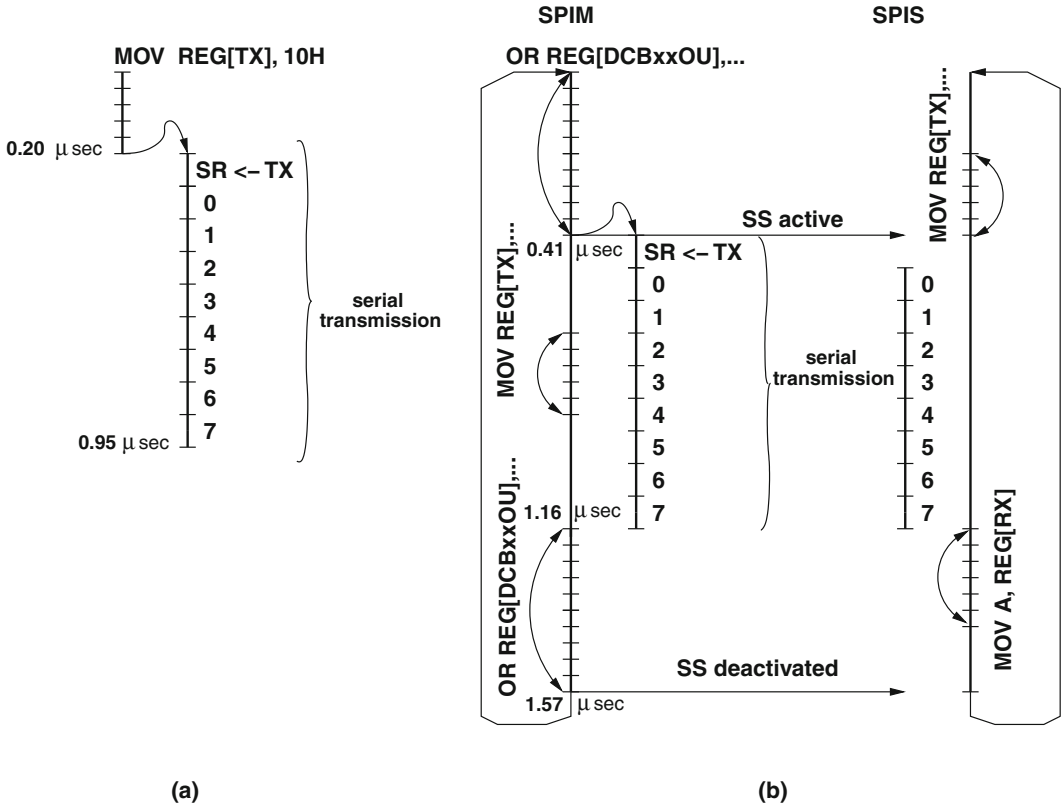 SPIM
SPIS
MOV REG[TX], 10H
0.20 μ sec
SR <– TX
0
1
2
3
4
5
6
7
0.95 μ sec
serial
transmission
(a)
OR REG[DCBxxOU],...
0.41 μ sec
SS active
SR <– TX
0
1
2
3
4
5
6
7
MOV REG[TX],...
serial
transmission
1.16 μ sec
OR REG[DCBxxOU],...
1.57 μ sec
SS deactivated
MOV REG[TX],...
0
1
2
3
4
5
6
7
MOV A, REG[RX]
(b)